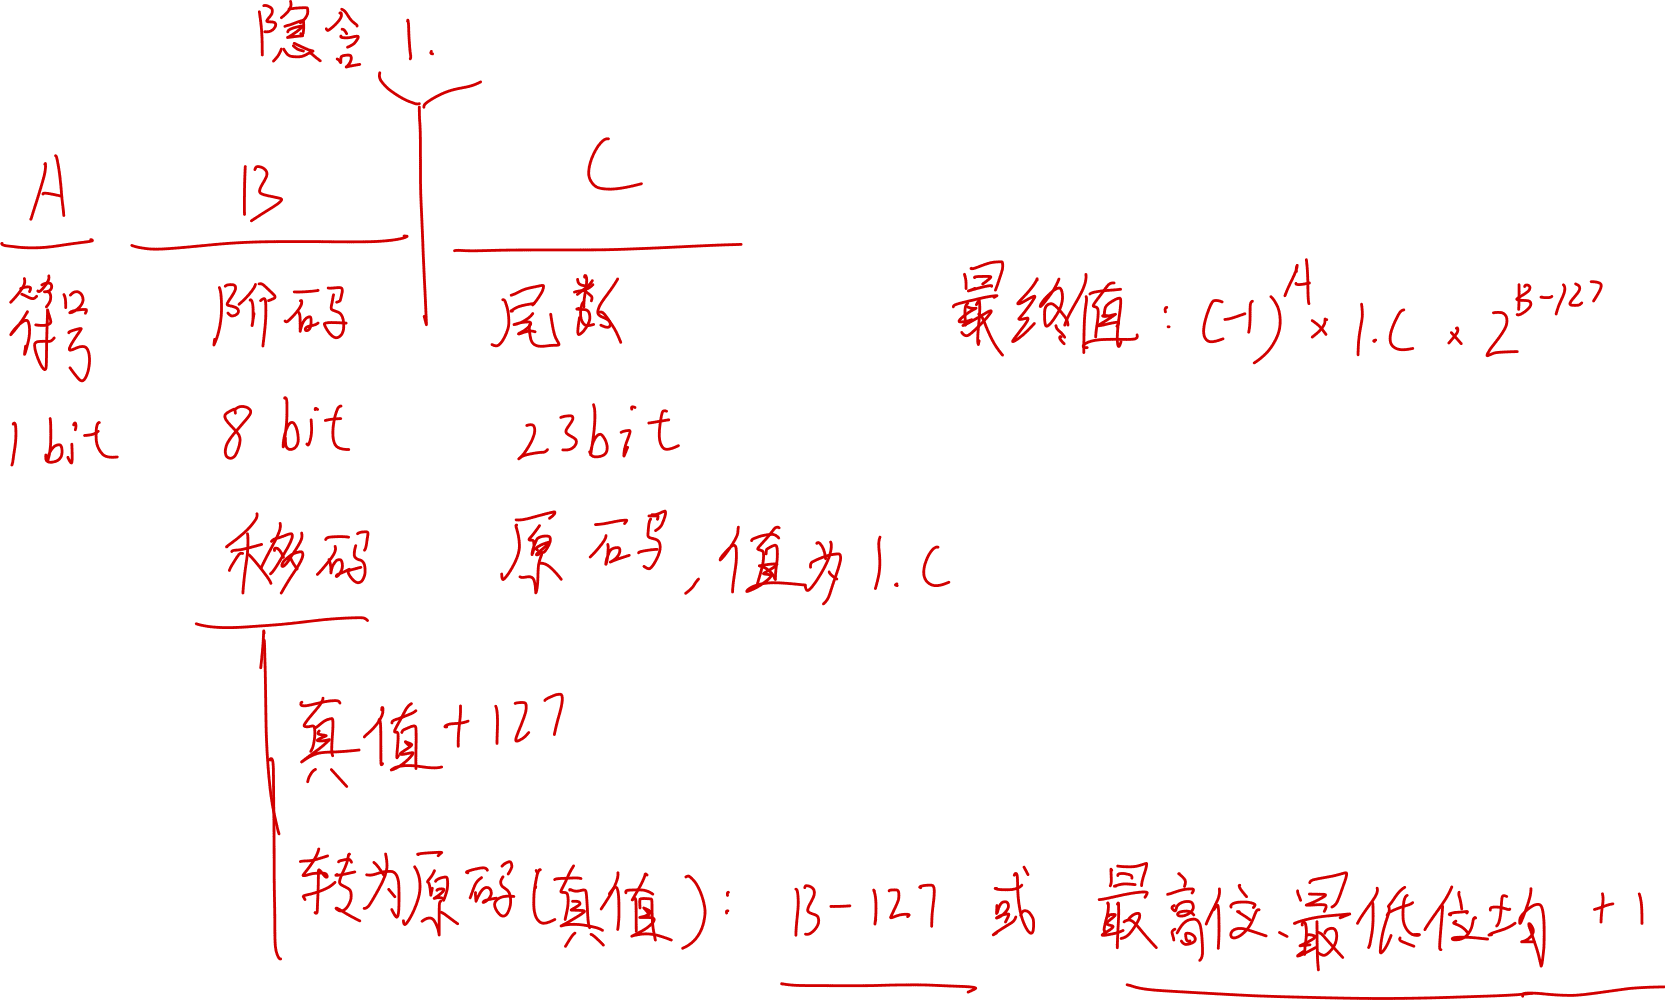 隐含 1.
A B C
符号 阶码 尾数
最终值：(-1)^A × 1.C × 2^{B-127}
1 bit 8 bit 23bit
移码 原码，值为1.C
真值+127
转为原码(真值)：B-127 或 最高位、最低位均 +1